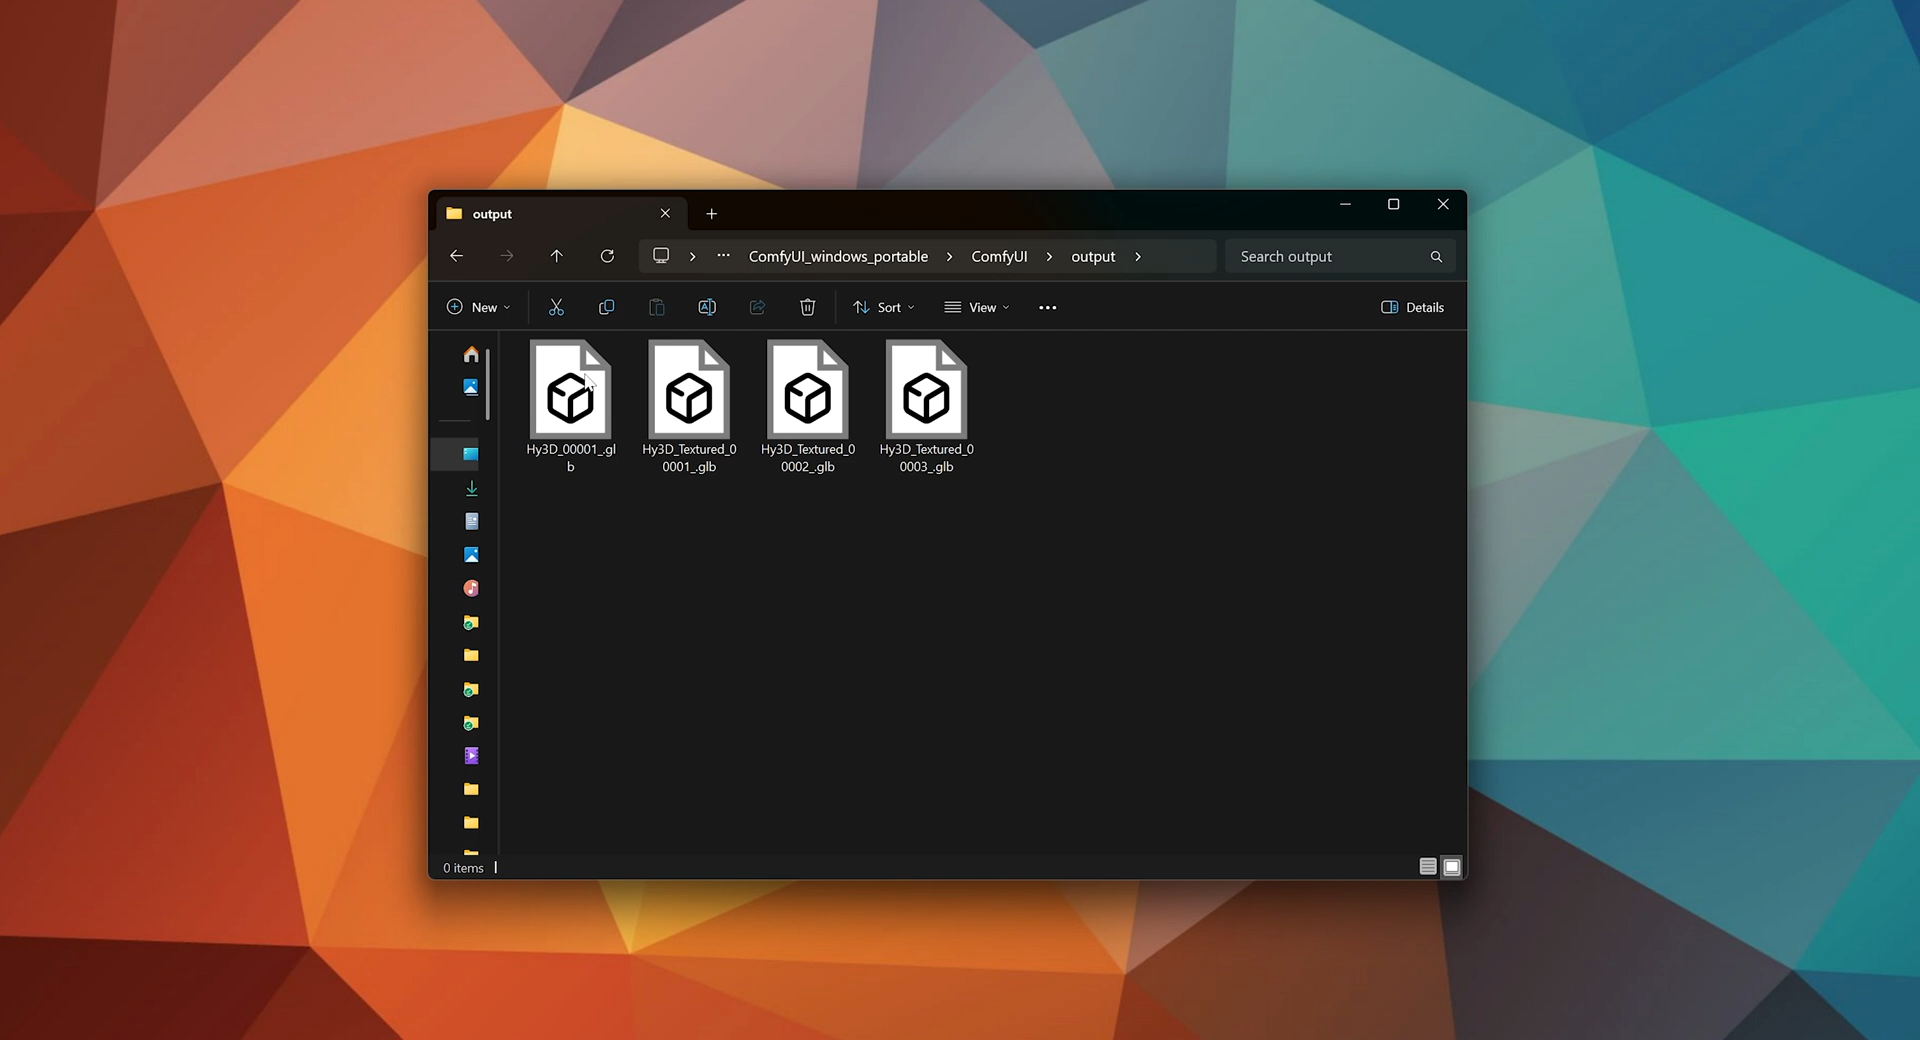 output
ComfyUI_windows_portable > ComfyUI > output >
Search output
New
Sort
View
Details
Hy3D_00001_.gl
b
Hy3D_Textured_0
0001_.glb
Hy3D_Textured_0
0002_.glb
Hy3D_Textured_0
0003_.glb
0 items